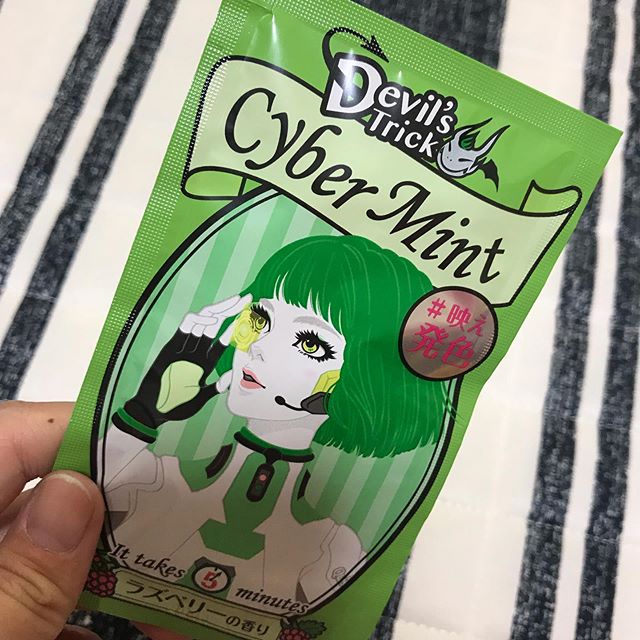 Devil's
Trick
Cyber Mint
#映え
発色
It takes 5 minutes
ラズベリーの香り